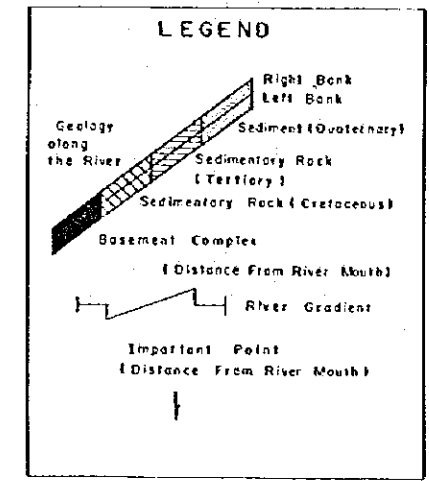 LEGEND
Right Bank
Left Bank
Geology
along
the River
Sediment (Quaternary)
Sedimentary Rock
(Tertiary)
Sedimentary Rock (Cretaceous)
Basement Complex
(Distance From River Mouth)
River Gradient
Important Point
(Distance From River Mouth)